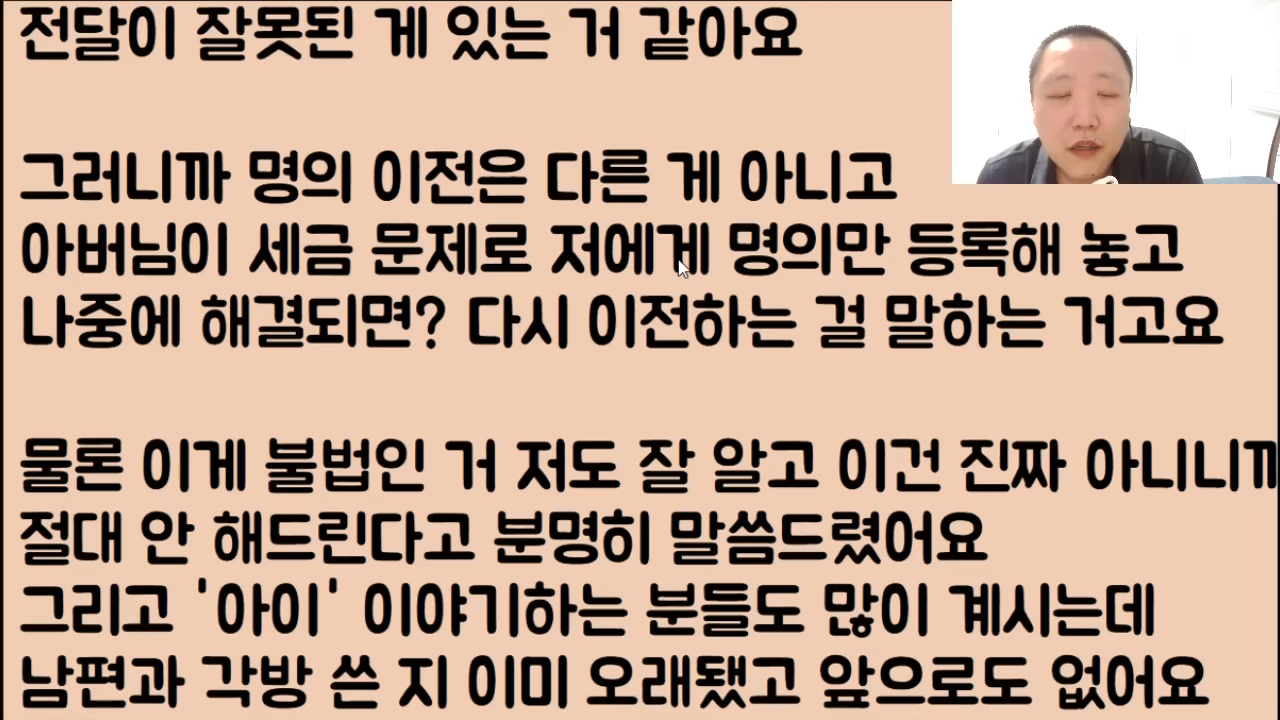 전달이 잘못된 게 있는 거 같아요
그러니까 명의 이전은 다른 게 아니고
아버님이 세금 문제로 저에게 명의만 등록해 놓고
나중에 해결되면? 다시 이전하는 걸 말하는 거고요
물론 이게 불법인 거 저도 잘 알고 이건 진짜 아니니까
절대 안 해드린다고 분명히 말씀드렸어요
그리고 '아이' 이야기하는 분들도 많이 계시는데
남편과 각방 쓴 지 이미 오래됐고 앞으로도 없어요